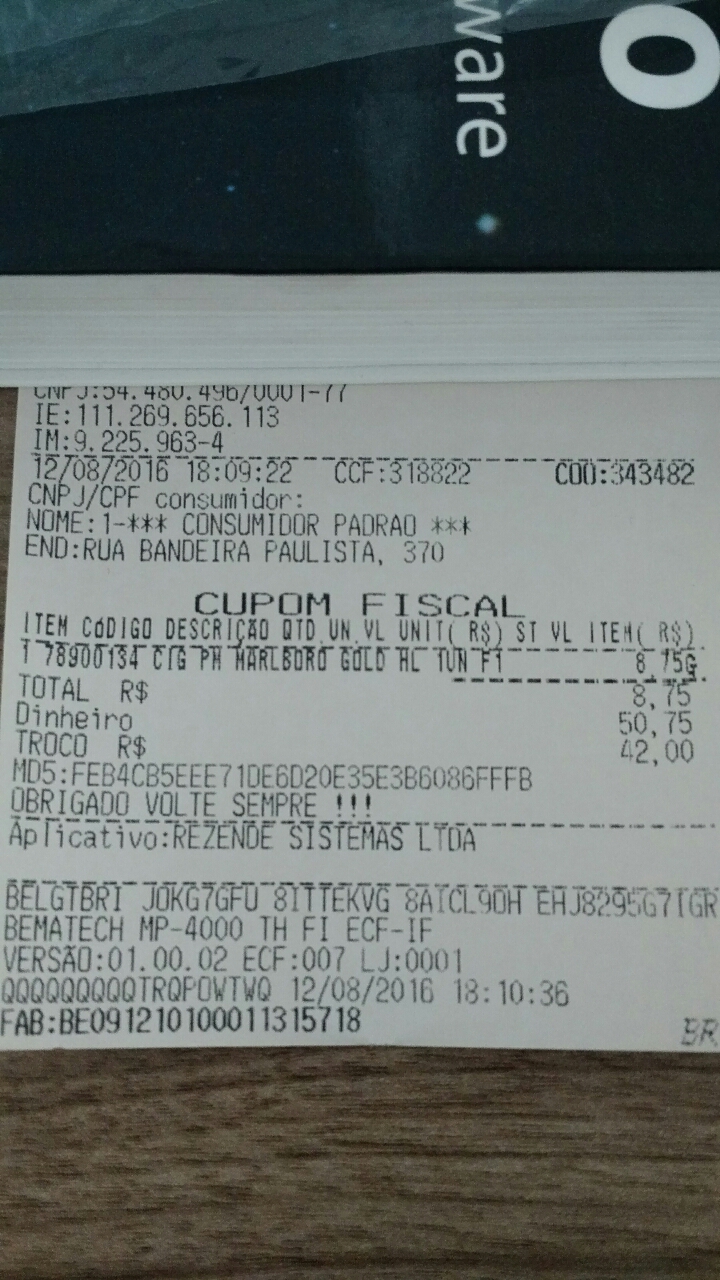 ware
O
CNPJ:54.480.496/0001-77
IE:111.269.656.113
IM:9.225.963-4
12/08/2016 18:09:22 CCF:318822 COO:343482
CNPJ/CPF consumidor:
NOME:1-*** CONSUMIDOR PADRAO ***
END:RUA BANDEIRA PAULISTA, 370
CUPOM FISCAL
ITEM CÓDIGO DESCRIÇÃO QTD.UN.VL UNIT( R$) ST VL ITEM( R$)
1 78900134 CIG PH MARLBORO GOLD HL 1UN F1 8,75G
TOTAL R$ 8,75
Dinheiro 50,75
TROCO R$ 42,00
MD5:FEB4CB5EEE71DE6D20E35E3B6086FFFB
OBRIGADO VOLTE SEMPRE !!!
Aplicativo:REZENDE SISTEMAS LTDA
BELGTBRI JOKG7GFU 8ITTEKVG 8AICL9OH EHJ8295G7IGR
BEMATECH MP-4000 TH FI ECF-IF
VERSÃO:01.00.02 ECF:007 LJ:0001
QQQQQQQQQTRQPOWTWQ 12/08/2016 18:10:36
FAB:BE091210100011315718
BR